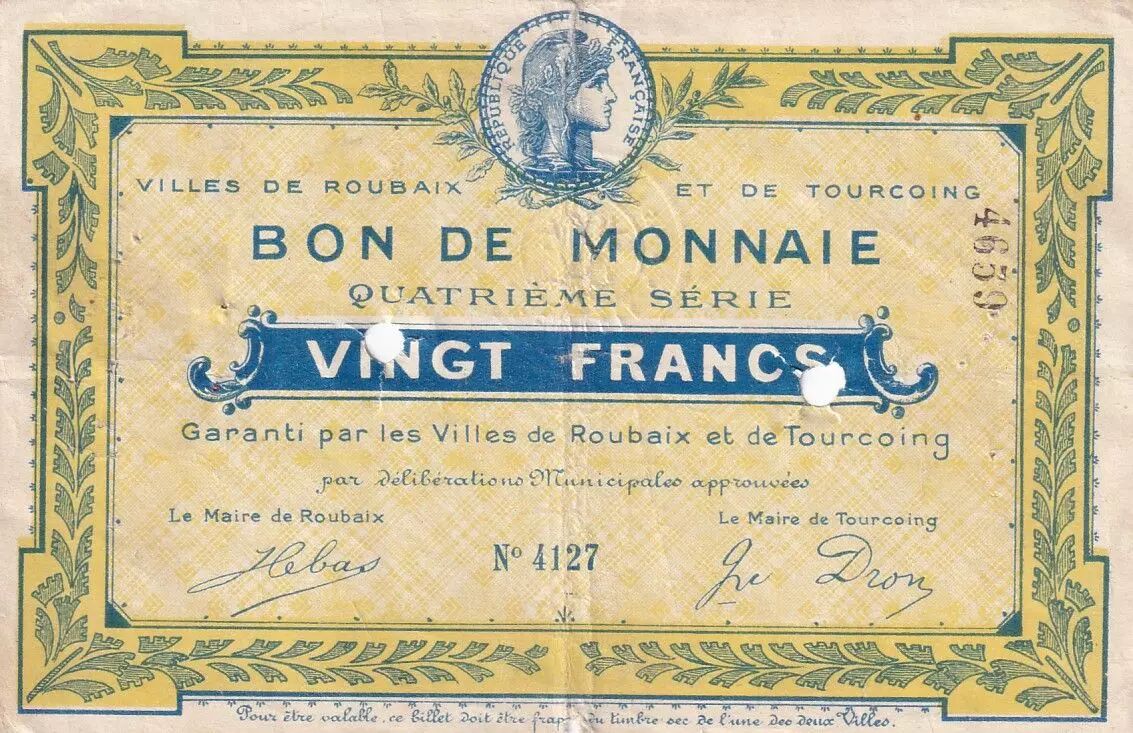 RÉPUBLIQUE FRANÇAISE
VILLES DE ROUBAIX ET DE TOURCOING
BON DE MONNAIE
4659
QUATRIÈME SÉRIE
VINGT FRANCS
Garanti par les Villes de Roubaix et de Tourcoing
par délibérations Municipales approuvées
Le Maire de Roubaix Le Maire de Tourcoing
Hebas Nº 4127 Gve Dron
Pour être valable, ce billet doit être frap du timbre sec de l'une des deux Villes.